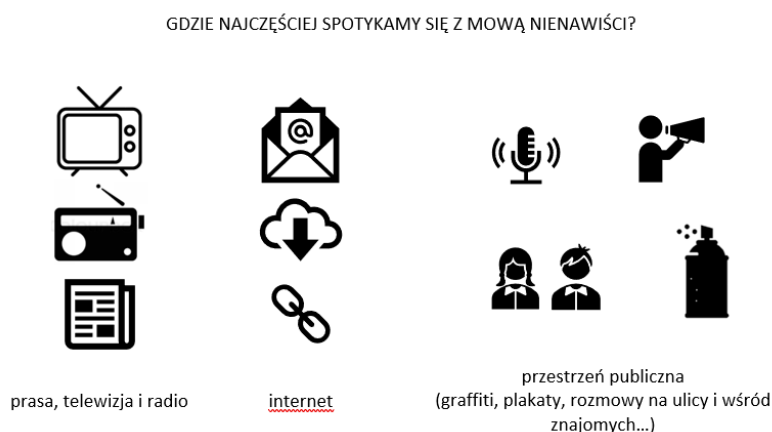 GDZIE NAJCZĘŚCIEJ SPOTYKAMY SIĘ Z MOWĄ NIENAWIŚCI?
@
prasa, telewizja i radio
internet
przestrzeń publiczna
(graffiti, plakaty, rozmowy na ulicy i wśród
znajomych...)